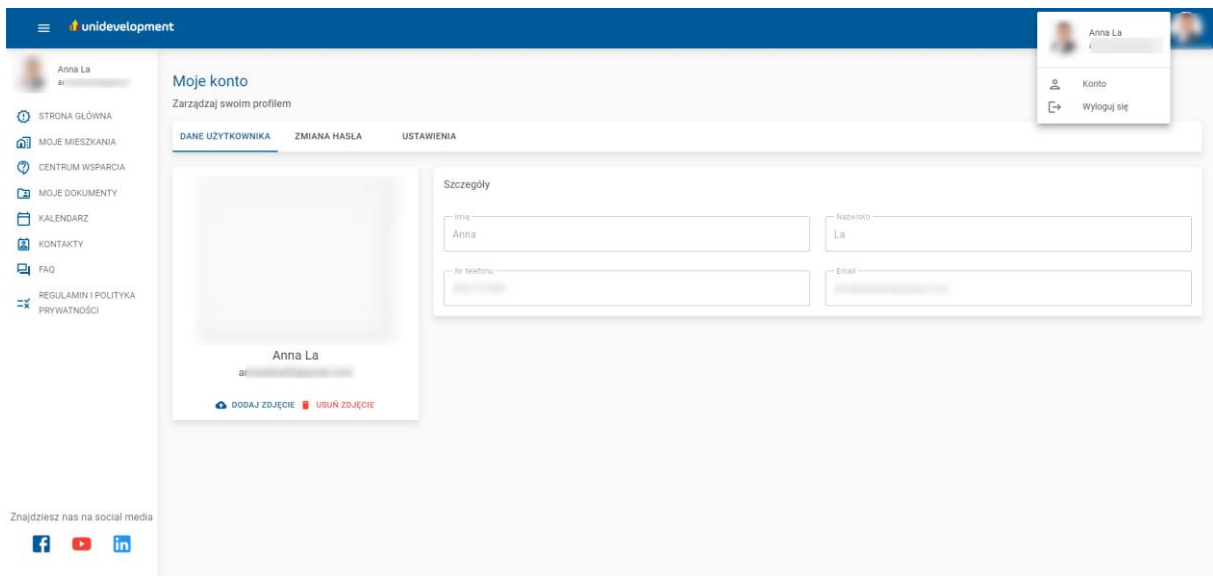 unidevelopment
Anna La
Konto
Wyloguj się
Anna La
STRONA GŁÓWNA
MOJE MIESZKANIA
CENTRUM WSPARCIA
MOJE DOKUMENTY
KALENDARZ
KONTAKTY
FAQ
REGULAMIN I POLITYKA
PRYWATNOŚCI
Znajdziesz nas na social media
Moje konto
Zarządzaj swoim profilem
DANE UŻYTKOWNIKA ZMIANA HASŁA USTAWIENIA
Anna La
DODAJ ZDJĘCIE USUŃ ZDJĘCIE
Szczegóły
Imię
Anna
Nazwisko
La
Nr telefonu
Email